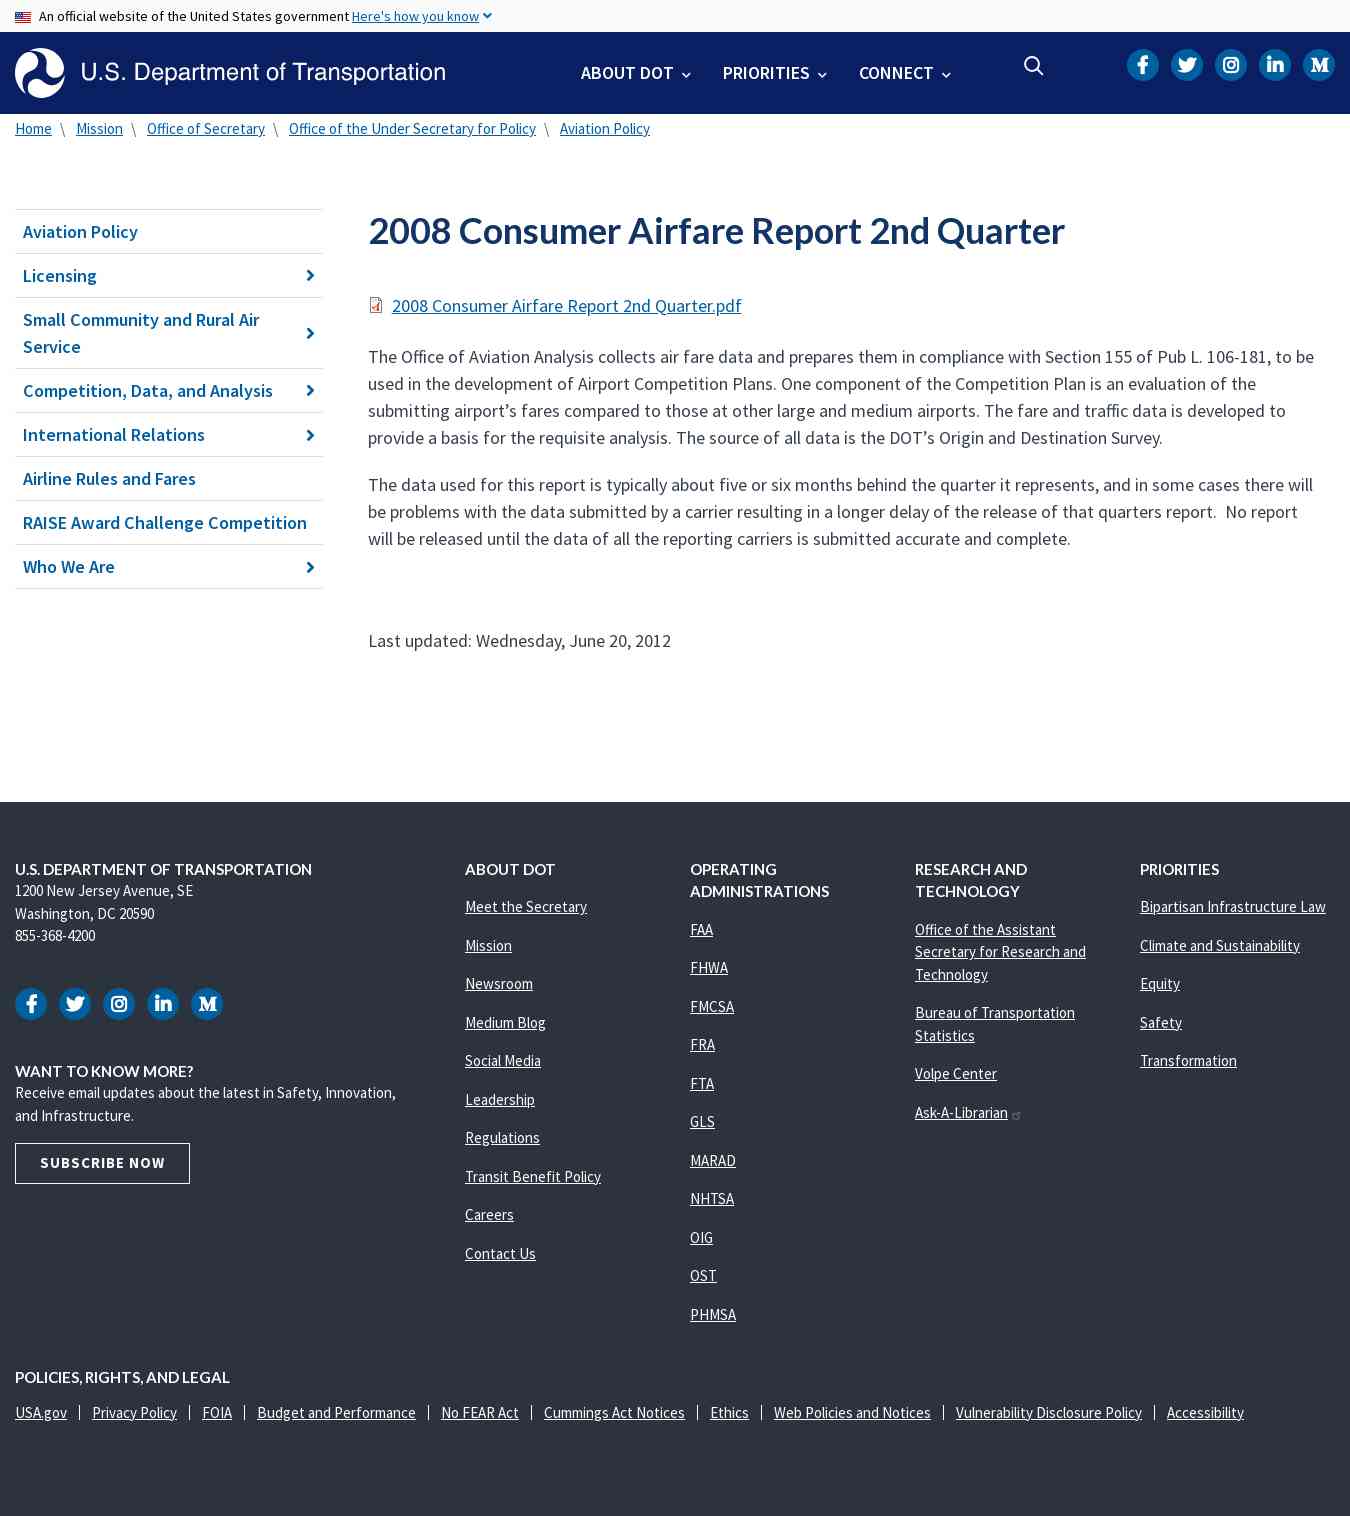 An official website of the United States government Here's how you know
U.S. Department of Transportation
ABOUT DOT
PRIORITIES
CONNECT
Home \ Mission \ Office of Secretary \ Office of the Under Secretary for Policy \ Aviation Policy
Aviation Policy
Licensing
Small Community and Rural Air
Service
Competition, Data, and Analysis
International Relations
Airline Rules and Fares
RAISE Award Challenge Competition
Who We Are
2008 Consumer Airfare Report 2nd Quarter
2008 Consumer Airfare Report 2nd Quarter.pdf
The Office of Aviation Analysis collects air fare data and prepares them in compliance with Section 155 of Pub L. 106-181, to be
used in the development of Airport Competition Plans. One component of the Competition Plan is an evaluation of the
submitting airport’s fares compared to those at other large and medium airports. The fare and traffic data is developed to
provide a basis for the requisite analysis. The source of all data is the DOT’s Origin and Destination Survey.
The data used for this report is typically about five or six months behind the quarter it represents, and in some cases there will
be problems with the data submitted by a carrier resulting in a longer delay of the release of that quarters report.  No report
will be released until the data of all the reporting carriers is submitted accurate and complete.
Last updated: Wednesday, June 20, 2012
U.S. DEPARTMENT OF TRANSPORTATION
1200 New Jersey Avenue, SE
Washington, DC 20590
855-368-4200
WANT TO KNOW MORE?
Receive email updates about the latest in Safety, Innovation,
and Infrastructure.
SUBSCRIBE NOW
ABOUT DOT
Meet the Secretary
Mission
Newsroom
Medium Blog
Social Media
Leadership
Regulations
Transit Benefit Policy
Careers
Contact Us
OPERATING
ADMINISTRATIONS
FAA
FHWA
FMCSA
FRA
FTA
GLS
MARAD
NHTSA
OIG
OST
PHMSA
RESEARCH AND
TECHNOLOGY
Office of the Assistant
Secretary for Research and
Technology
Bureau of Transportation
Statistics
Volpe Center
Ask-A-Librarian
PRIORITIES
Bipartisan Infrastructure Law
Climate and Sustainability
Equity
Safety
Transformation
POLICIES, RIGHTS, AND LEGAL
USA.gov | Privacy Policy | FOIA | Budget and Performance | No FEAR Act | Cummings Act Notices | Ethics | Web Policies and Notices | Vulnerability Disclosure Policy | Accessibility